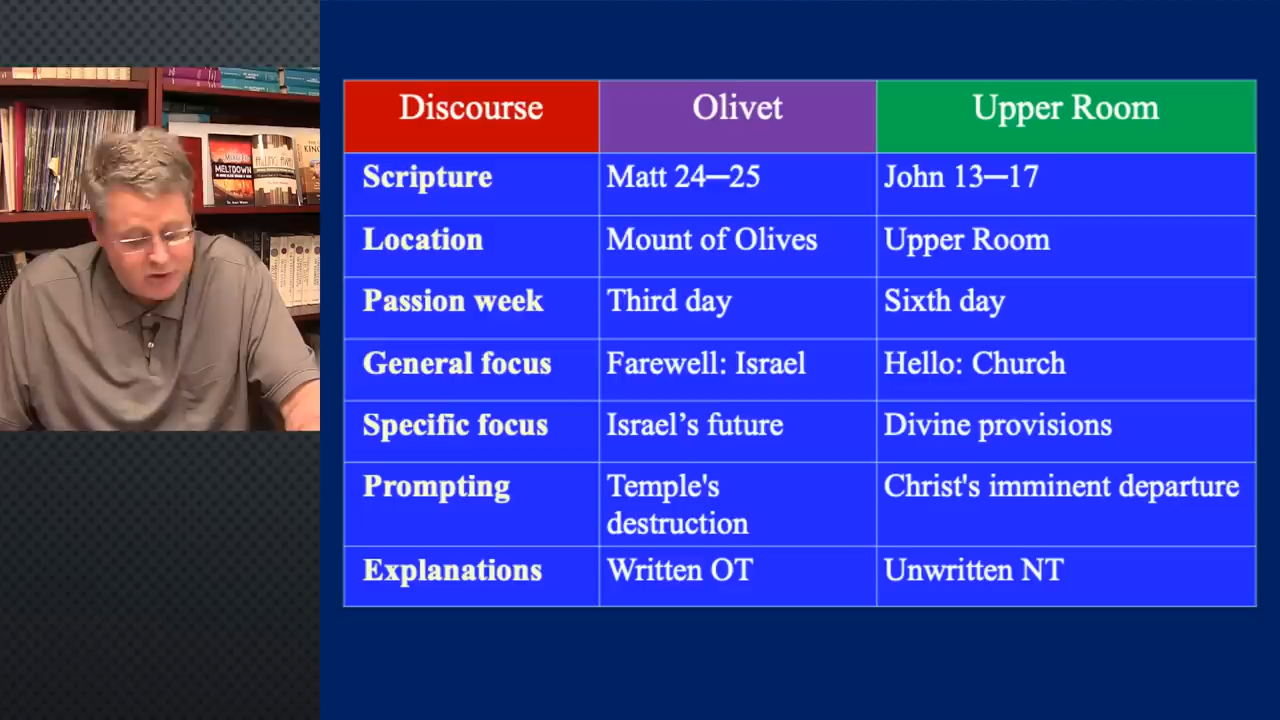 Discourse Olivet Upper Room
Scripture Matt 24—25 John 13—17
Location Mount of Olives Upper Room
Passion week Third day Sixth day
General focus Farewell: Israel Hello: Church
Specific focus Israel’s future Divine provisions
Prompting Temple's Christ's imminent departure
destruction
Explanations Written OT Unwritten NT
MELTDOWN